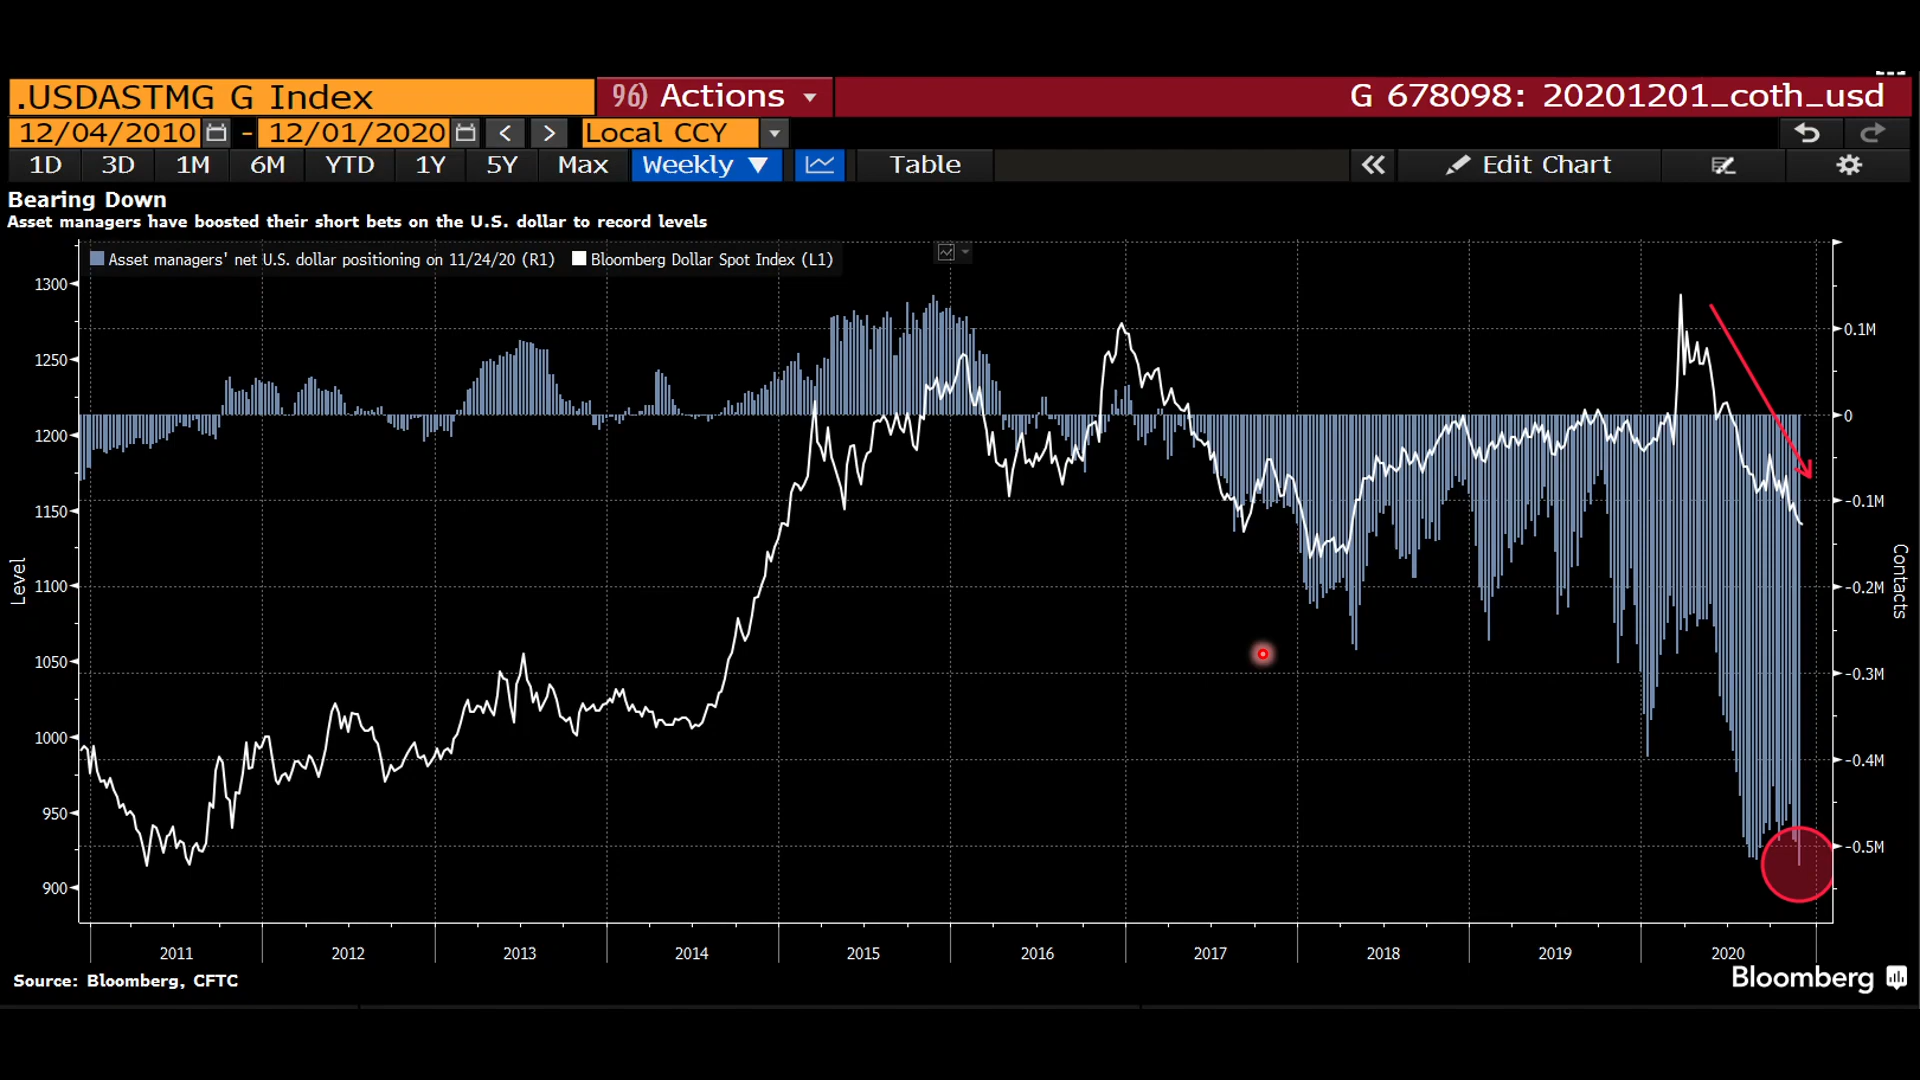 .USDASTMG G Index 96) Actions G 678098: 20201201_coth_usd
12/04/2010 - 12/01/2020 < > Local CCY
1D 3D 1M 6M YTD 1Y 5Y Max Weekly ▼ Table « Edit Chart
Bearing Down
Asset managers have boosted their short bets on the U.S. dollar to record levels
Asset managers' net U.S. dollar positioning on 11/24/20 (R1) Bloomberg Dollar Spot Index (L1)
1300
1250
1200
1150
1100
1050
1000
950
900
Level
0.1M
0
-0.1M
-0.2M
-0.3M
-0.4M
-0.5M
Contacts
2011 2012 2013 2014 2015 2016 2017 2018 2019 2020
Source: Bloomberg, CFTC
Bloomberg